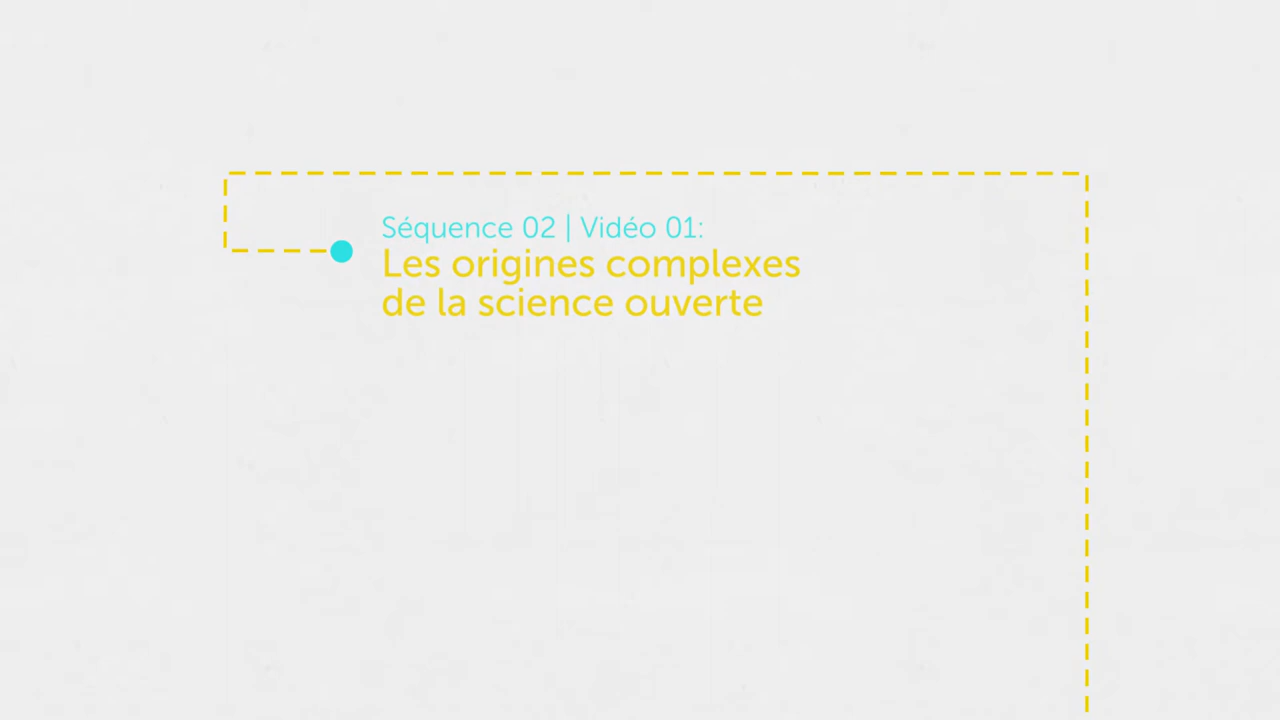 Séquence 02 | Vidéo 01:
Les origines complexes
de la science ouverte